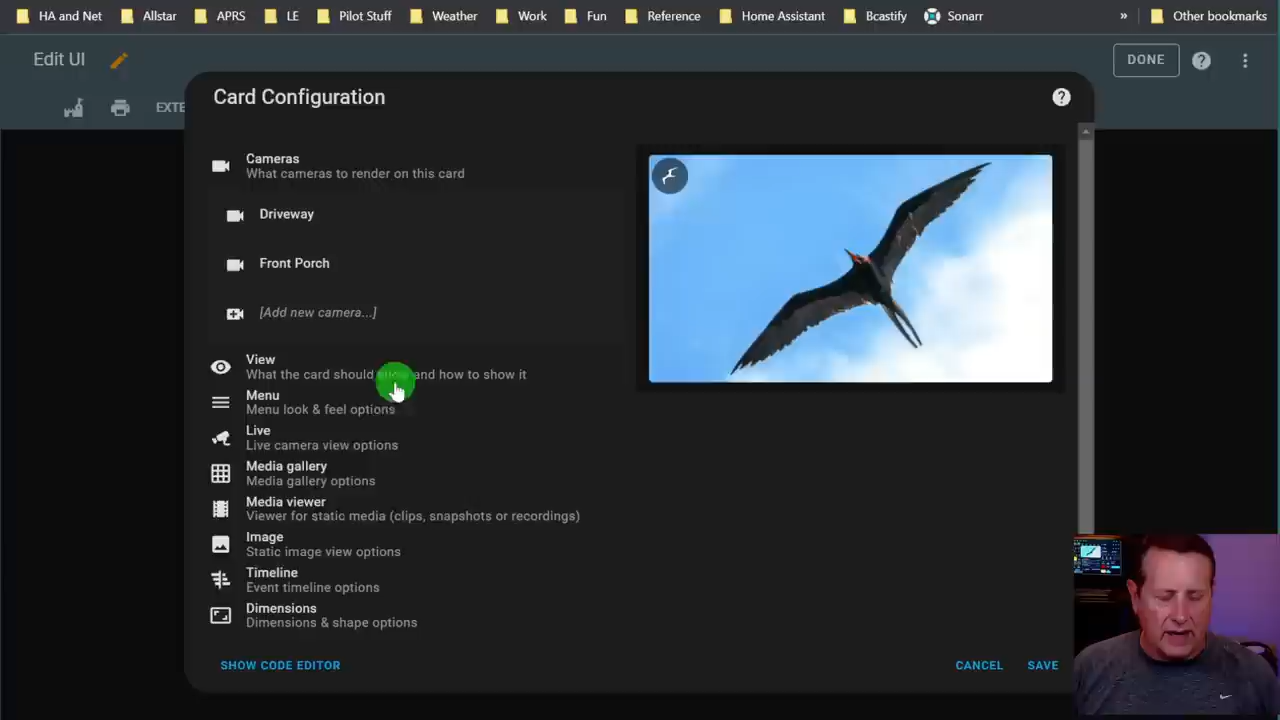 HA and Net
Allstar
APRS
LE
Pilot Stuff
Weather
Work
Fun
Reference
Home Assistant
Bcastify
Sonarr
»
Other bookmarks
Edit UI
DONE
EXTE
Card Configuration
Cameras
What cameras to render on this card
Driveway
Front Porch
[Add new camera...]
View
What the card should show and how to show it
Menu
Menu look & feel options
Live
Live camera view options
Media gallery
Media gallery options
Media viewer
Viewer for static media (clips, snapshots or recordings)
Image
Static image view options
Timeline
Event timeline options
Dimensions
Dimensions & shape options
SHOW CODE EDITOR
CANCEL
SAVE